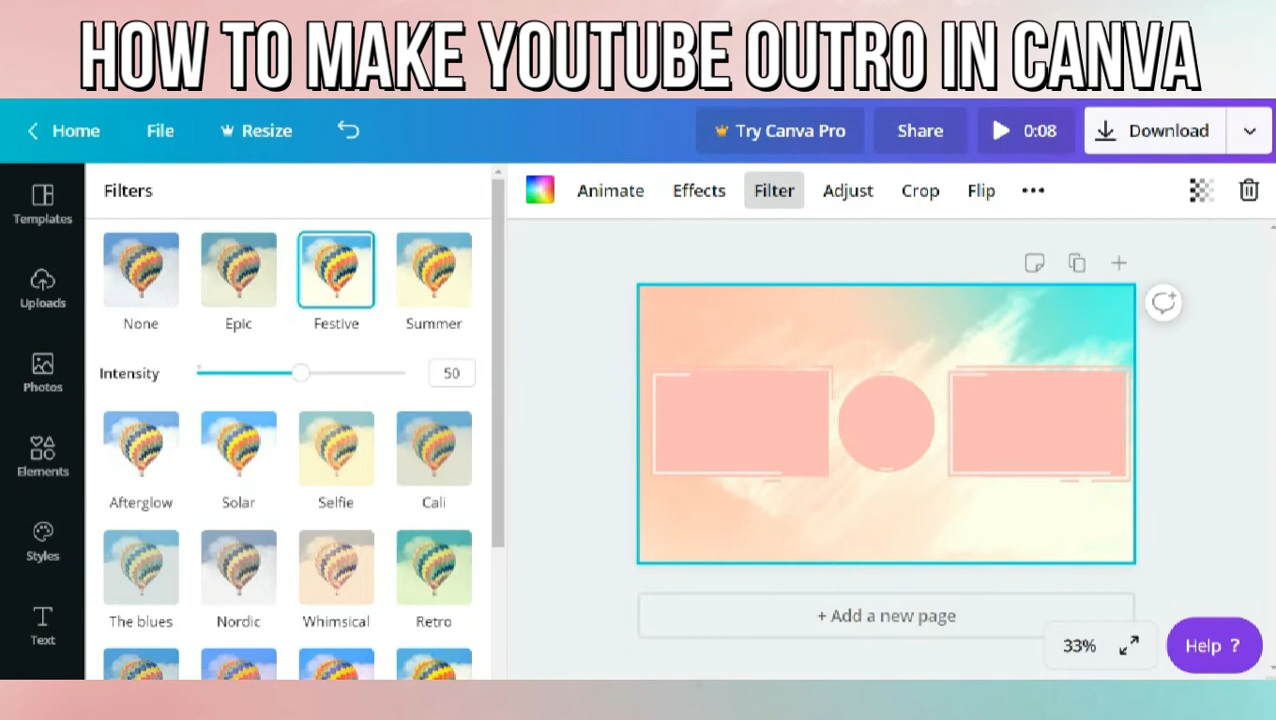 HOW TO MAKE YOUTUBE OUTRO IN CANVA
Home File Resize Try Canva Pro Share 0:08 Download
Templates
Uploads
Photos
Elements
Styles
Text
Filters
None Epic Festive Summer
Intensity 50
Afterglow Solar Selfie Cali
The blues Nordic Whimsical Retro
Animate Effects Filter Adjust Crop Flip
+ Add a new page
33% Help ?